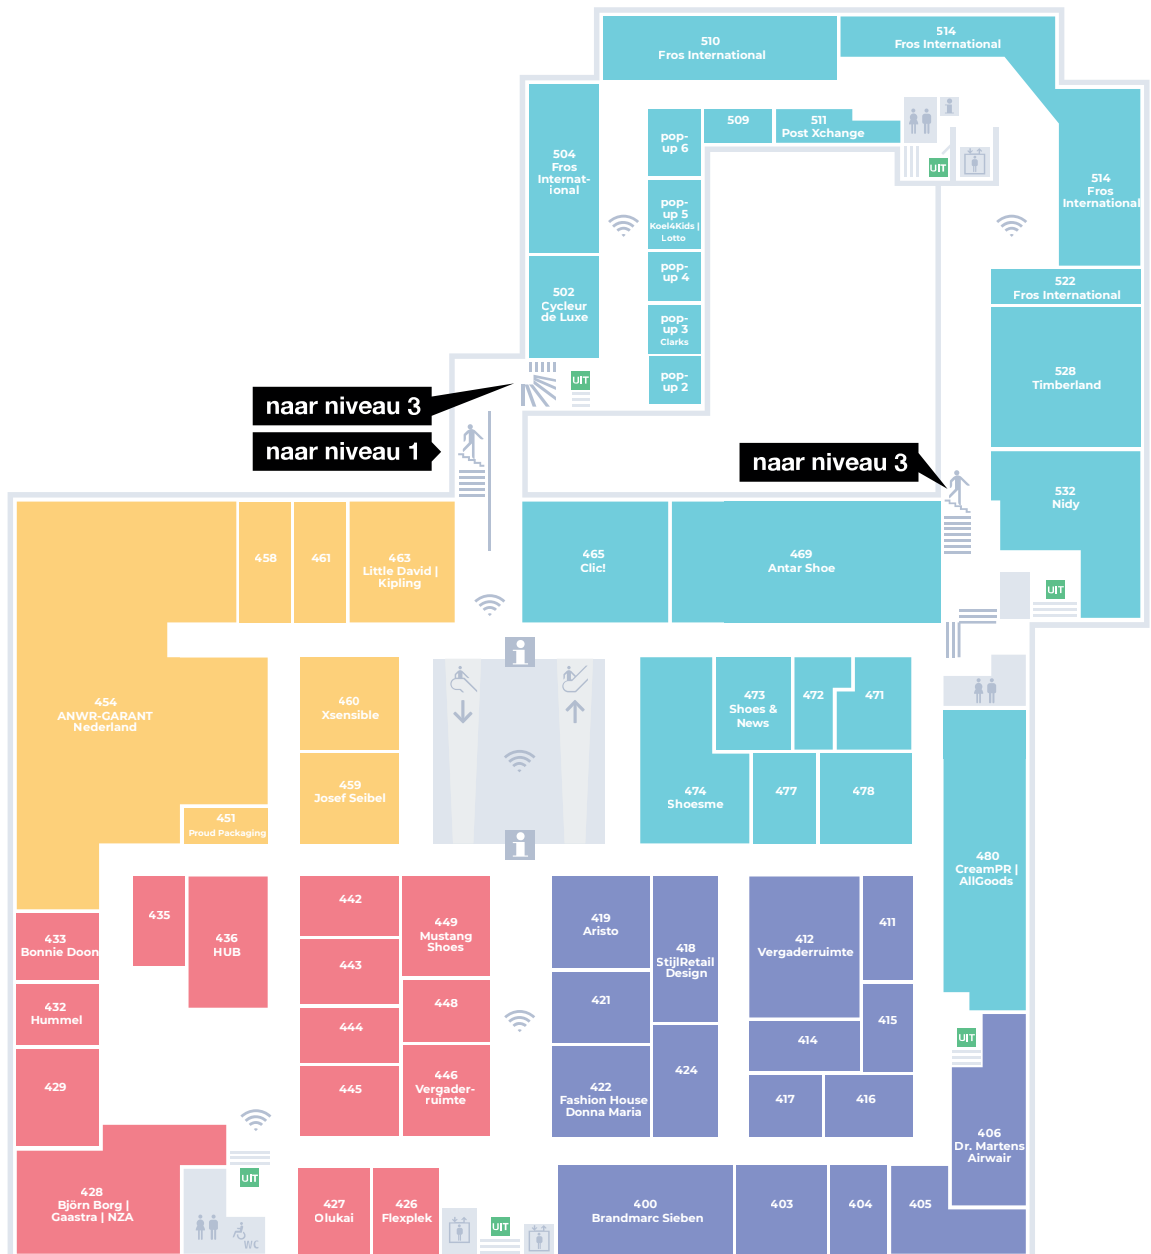 510
Fros International
514
Fros International
504
Fros
Internat-
ional
pop-
up 6
509
511
Post Xchange
UIT
514
Fros
International
pop-
up 5
Koel4Kids |
Lotto
pop-
up 4
502
Cycleur
de Luxe
522
Fros International
pop-
up 3
Clarks
528
Timberland
UIT
pop-
up 2
naar niveau 3
naar niveau 1
naar niveau 3
532
Nidy
458
461
463
Little David |
Kipling
465
Clic!
469
Antar Shoe
UIT
454
ANWR-GARANT
Nederland
460
Xsensible
473
Shoes &
News
472
471
459
Josef Seibel
474
Shoesme
477
478
451
Proud Packaging
480
CreamPR |
AllGoods
435
436
HUB
442
449
Mustang
Shoes
419
Aristo
418
StijlRetail
Design
412
Vergaderruimte
411
433
Bonnie Doon
443
432
Hummel
448
421
415
444
414
UIT
429
445
446
Vergader-
ruimte
422
Fashion House
Donna Maria
424
417
416
406
Dr. Martens
Airwair
UIT
428
Björn Borg |
Gaastra | NZA
427
Olukai
426
Flexplek
400
Brandmarc Sieben
403
404
405
UIT
WC